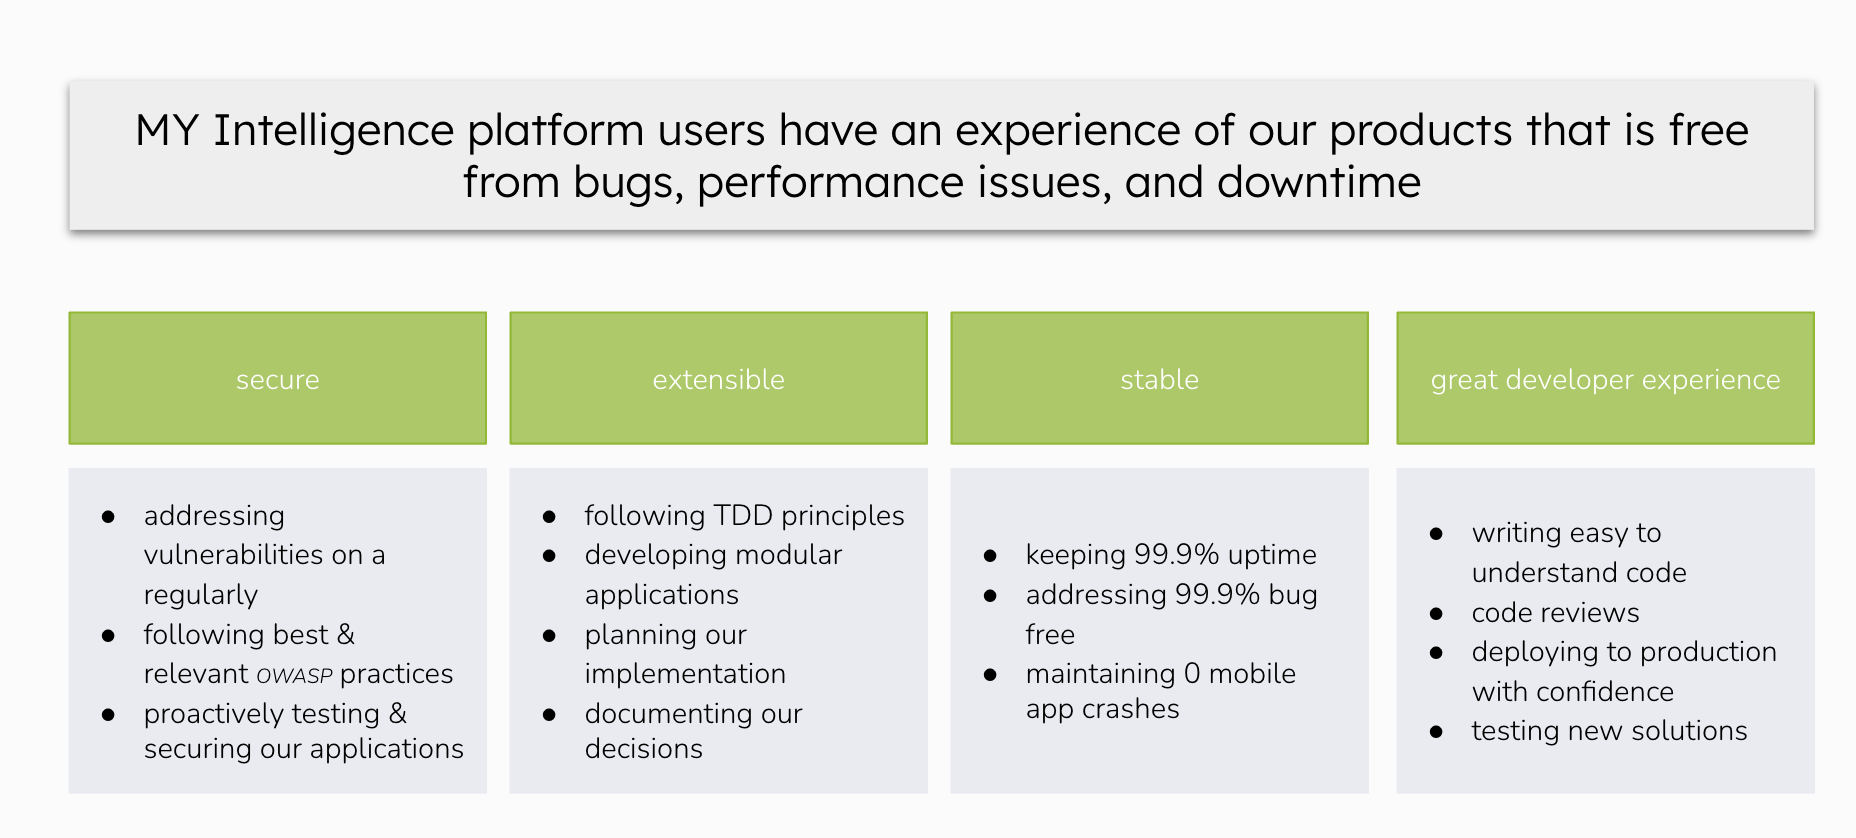 MY Intelligence platform users have an experience of our products that is free
from bugs, performance issues, and downtime
secure
extensible
stable
great developer experience
● addressing
vulnerabilities on a
regularly
● following best &
relevant OWASP practices
● proactively testing &
securing our applications
● following TDD principles
● developing modular
applications
● planning our
implementation
● documenting our
decisions
● keeping 99.9% uptime
● addressing 99.9% bug
free
● maintaining 0 mobile
app crashes
● writing easy to
understand code
● code reviews
● deploying to production
with confidence
● testing new solutions